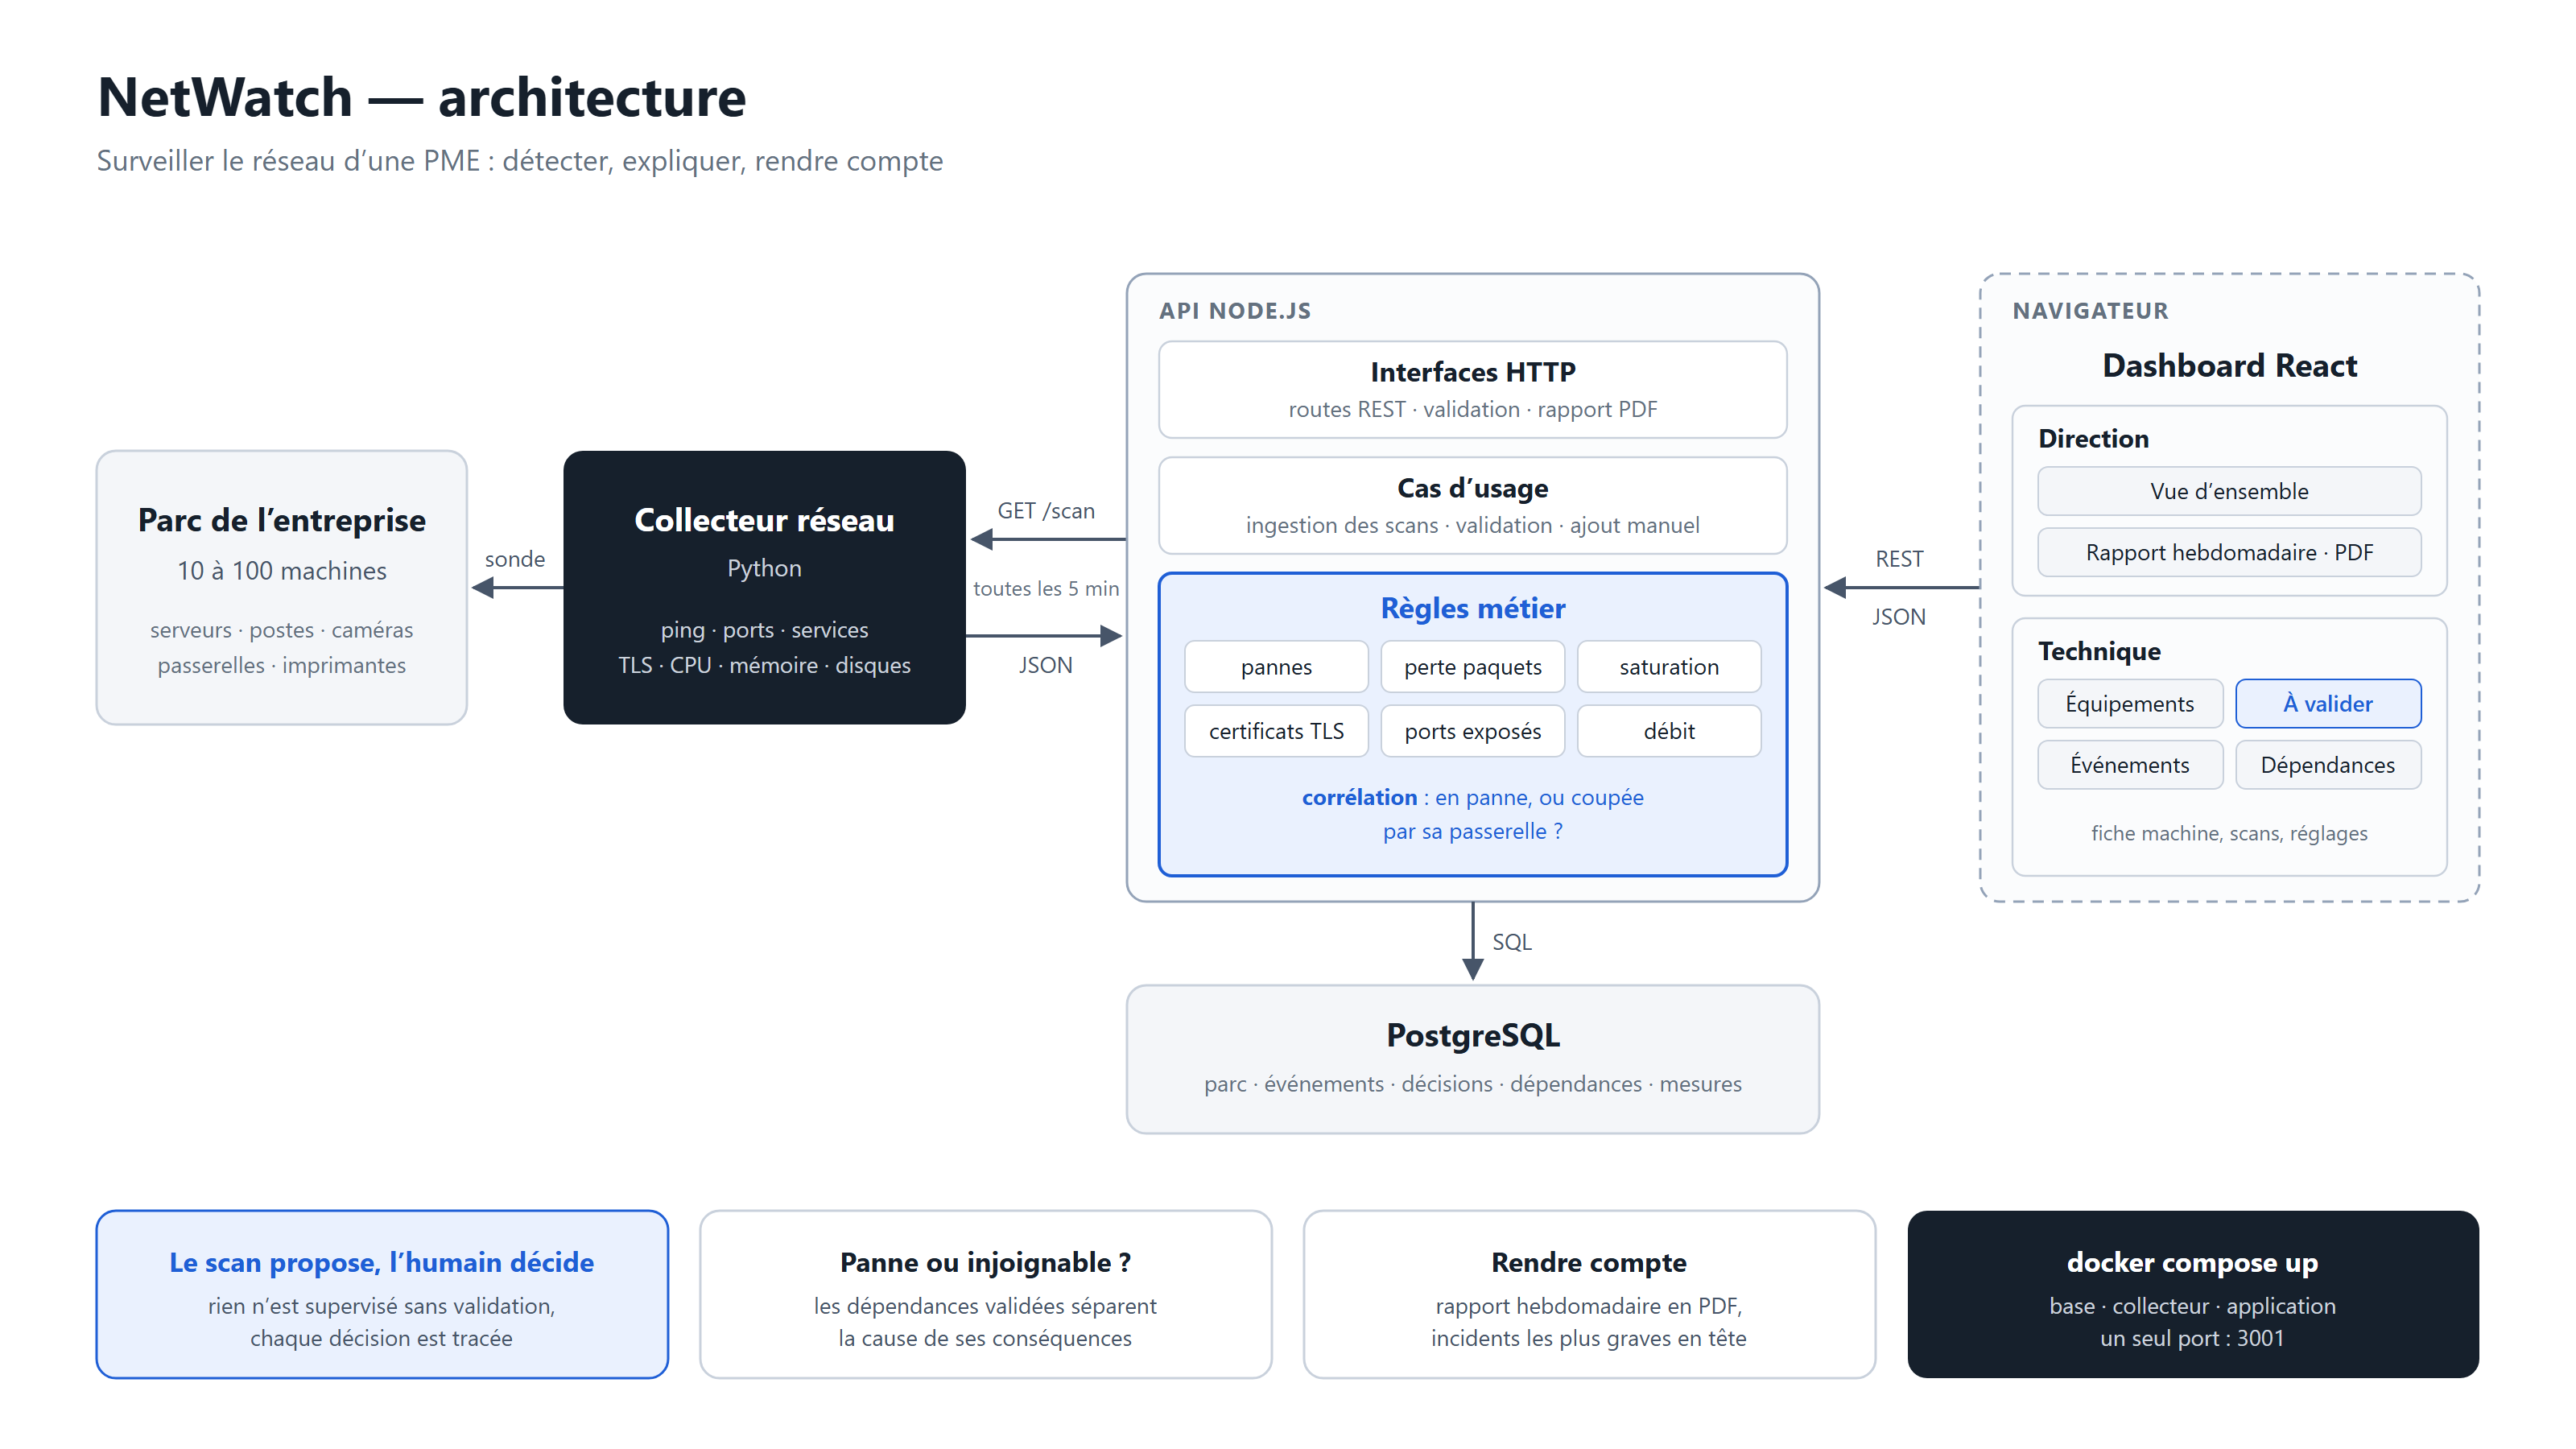 NetWatch — architecture
Surveiller le réseau d’une PME : détecter, expliquer, rendre compte
Parc de l’entreprise
10 à 100 machines
serveurs · postes · caméras
passerelles · imprimantes
sonde
Collecteur réseau
Python
ping · ports · services
TLS · CPU · mémoire · disques
GET /scan
toutes les 5 min
JSON
API NODE.JS
Interfaces HTTP
routes REST · validation · rapport PDF
Cas d’usage
ingestion des scans · validation · ajout manuel
Règles métier
pannes
perte paquets
saturation
certificats TLS
ports exposés
débit
corrélation : en panne, ou coupée
par sa passerelle ?
REST
JSON
NAVIGATEUR
Dashboard React
Direction
Vue d’ensemble
Rapport hebdomadaire · PDF
Technique
Équipements
À valider
Événements
Dépendances
fiche machine, scans, réglages
SQL
PostgreSQL
parc · événements · décisions · dépendances · mesures
Le scan propose, l’humain décide
rien n’est supervisé sans validation,
chaque décision est tracée
Panne ou injoignable ?
les dépendances validées séparent
la cause de ses conséquences
Rendre compte
rapport hebdomadaire en PDF,
incidents les plus graves en tête
docker compose up
base · collecteur · application
un seul port : 3001